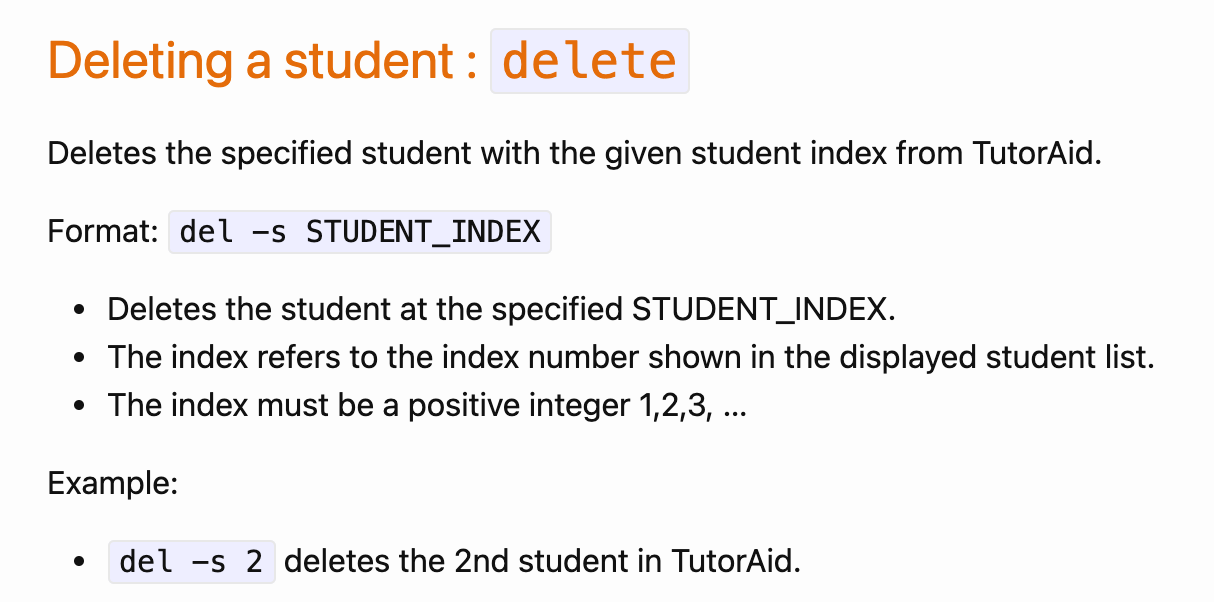 Deleting a student : delete
Deletes the specified student with the given student index from TutorAid.
Format: del -s STUDENT_INDEX
• Deletes the student at the specified STUDENT_INDEX.
• The index refers to the index number shown in the displayed student list.
• The index must be a positive integer 1,2,3, ...
Example:
• del -s 2 deletes the 2nd student in TutorAid.